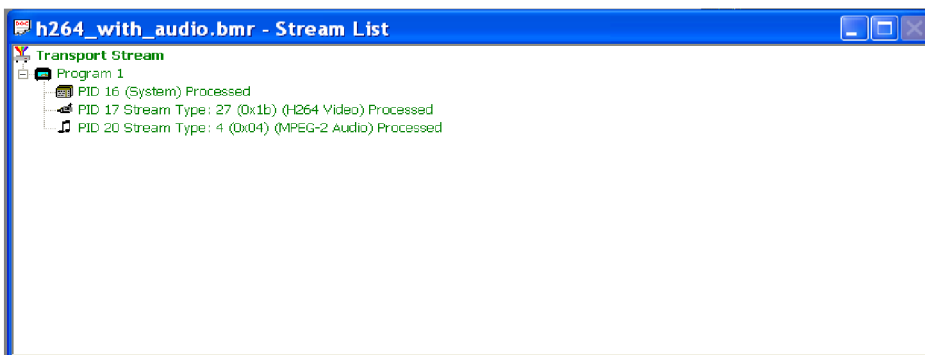 h264_with_audio.bmr - Stream List
Transport Stream
Program 1
PID 16 (System) Processed
PID 17 Stream Type: 27 (0x1b) (H264 Video) Processed
PID 20 Stream Type: 4 (0x04) (MPEG-2 Audio) Processed